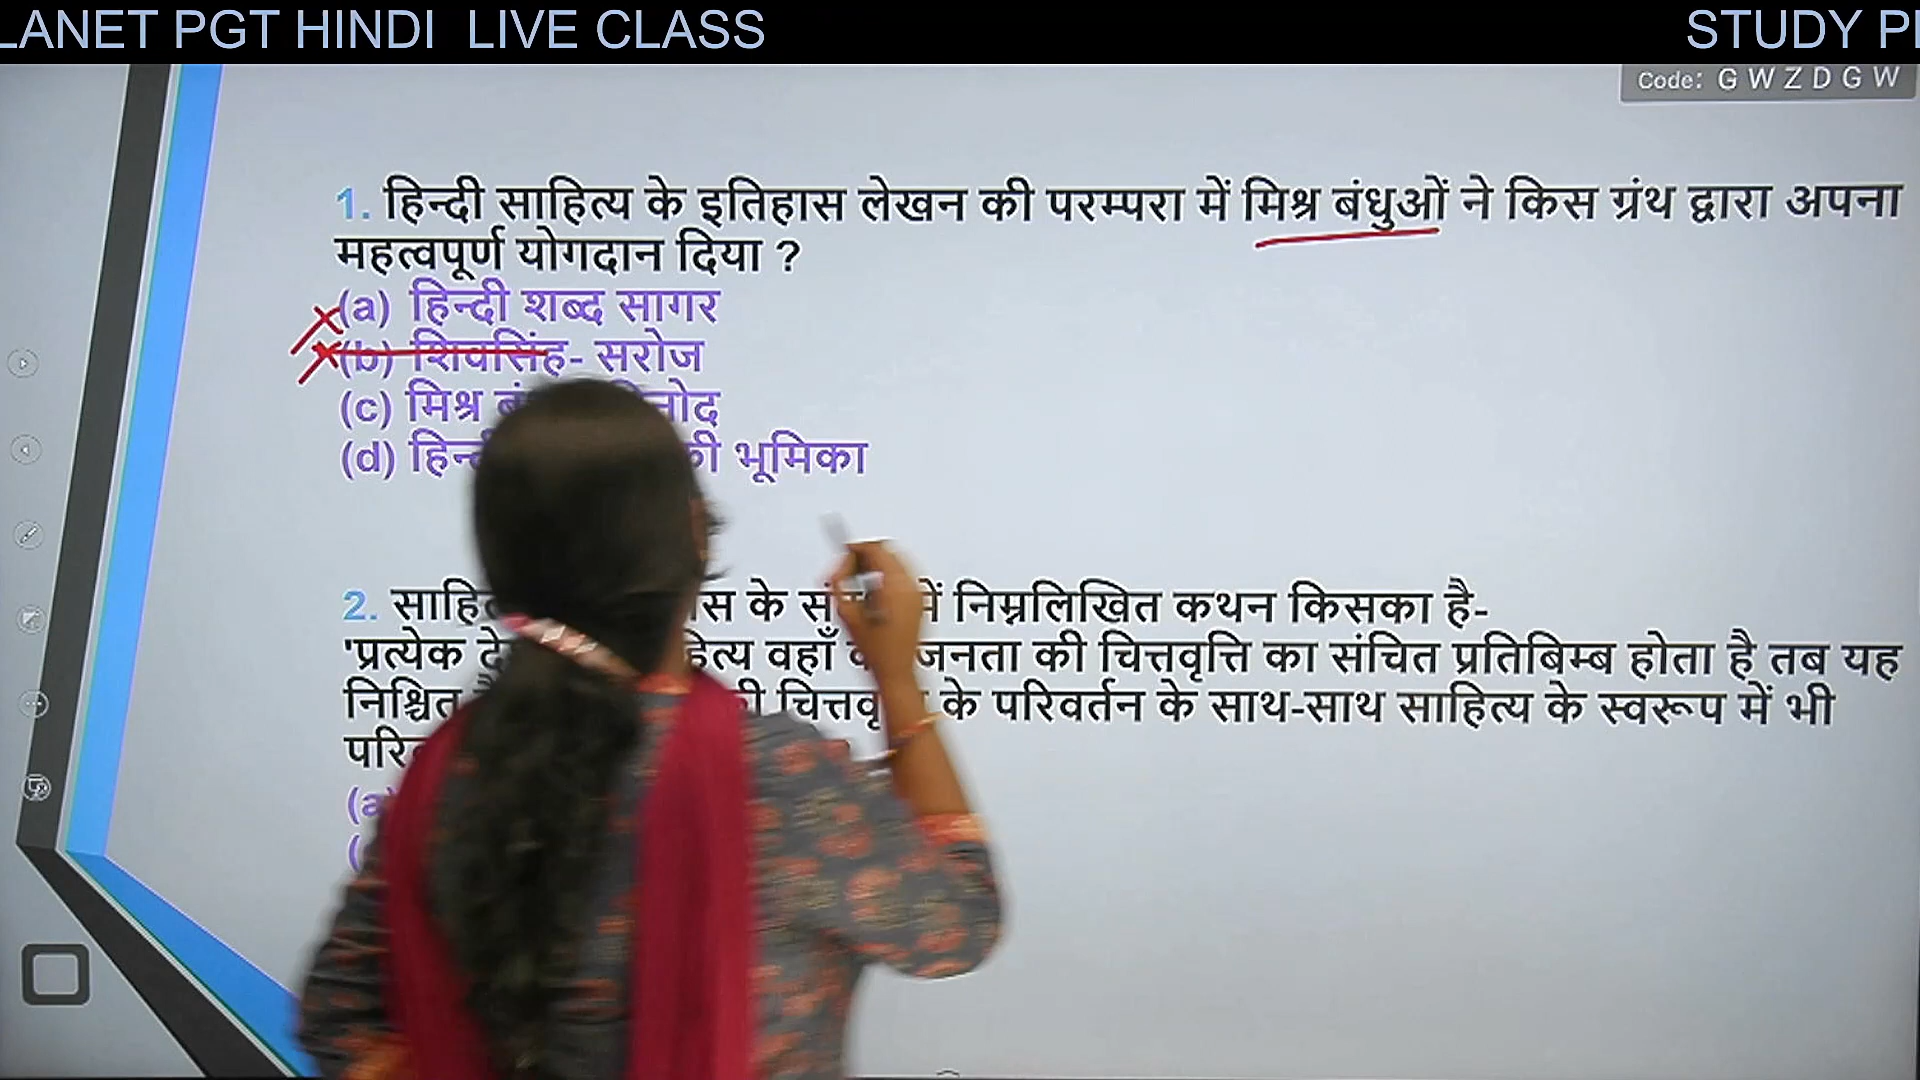 LANET PGT HINDI LIVE CLASS STUDY P
Code: G W Z D G W
1. हिन्दी साहित्य के इतिहास लेखन की परम्परा में मिश्र बंधुओं ने किस ग्रंथ द्वारा अपना
महत्वपूर्ण योगदान दिया ?
(a) हिन्दी शब्द सागर
(b) शिवसिंह- सरोज
(c) मिश्र
(d) की भूमिका
2. के में निम्नलिखित कथन किसका है-
'प्रत्येक वहाँ जनता की चित्तवृत्ति का संचित प्रतिबिम्ब होता है तब यह
निश्चित के परिवर्तन के साथ-साथ साहित्य के स्वरूप में भी
(a